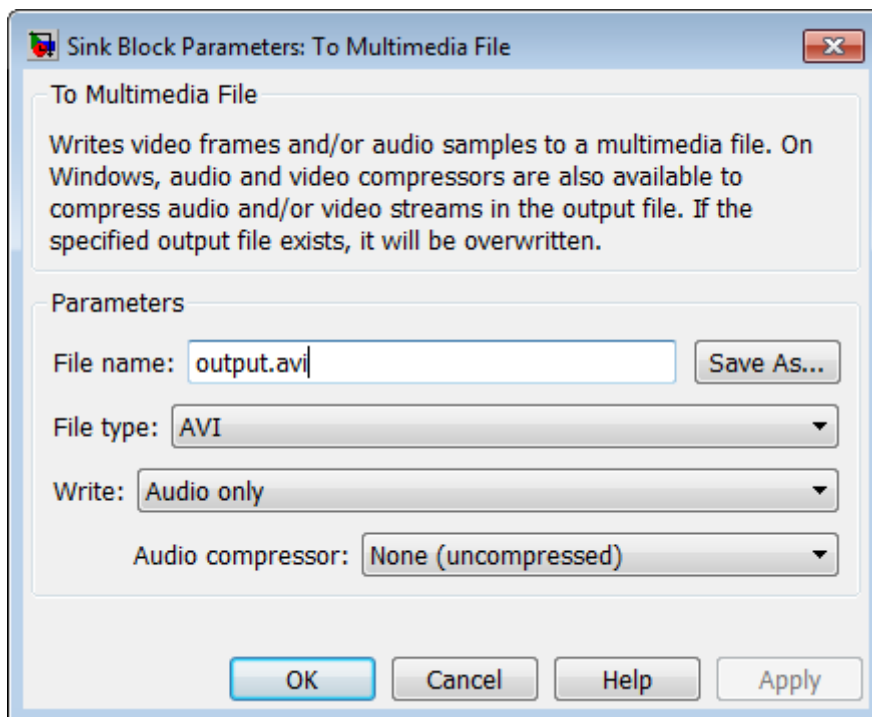 Sink Block Parameters: To Multimedia File
To Multimedia File
Writes video frames and/or audio samples to a multimedia file. On
Windows, audio and video compressors are also available to
compress audio and/or video streams in the output file. If the
specified output file exists, it will be overwritten.
Parameters
File name: output.avi Save As...
File type: AVI
Write: Audio only
Audio compressor: None (uncompressed)
OK Cancel Help Apply